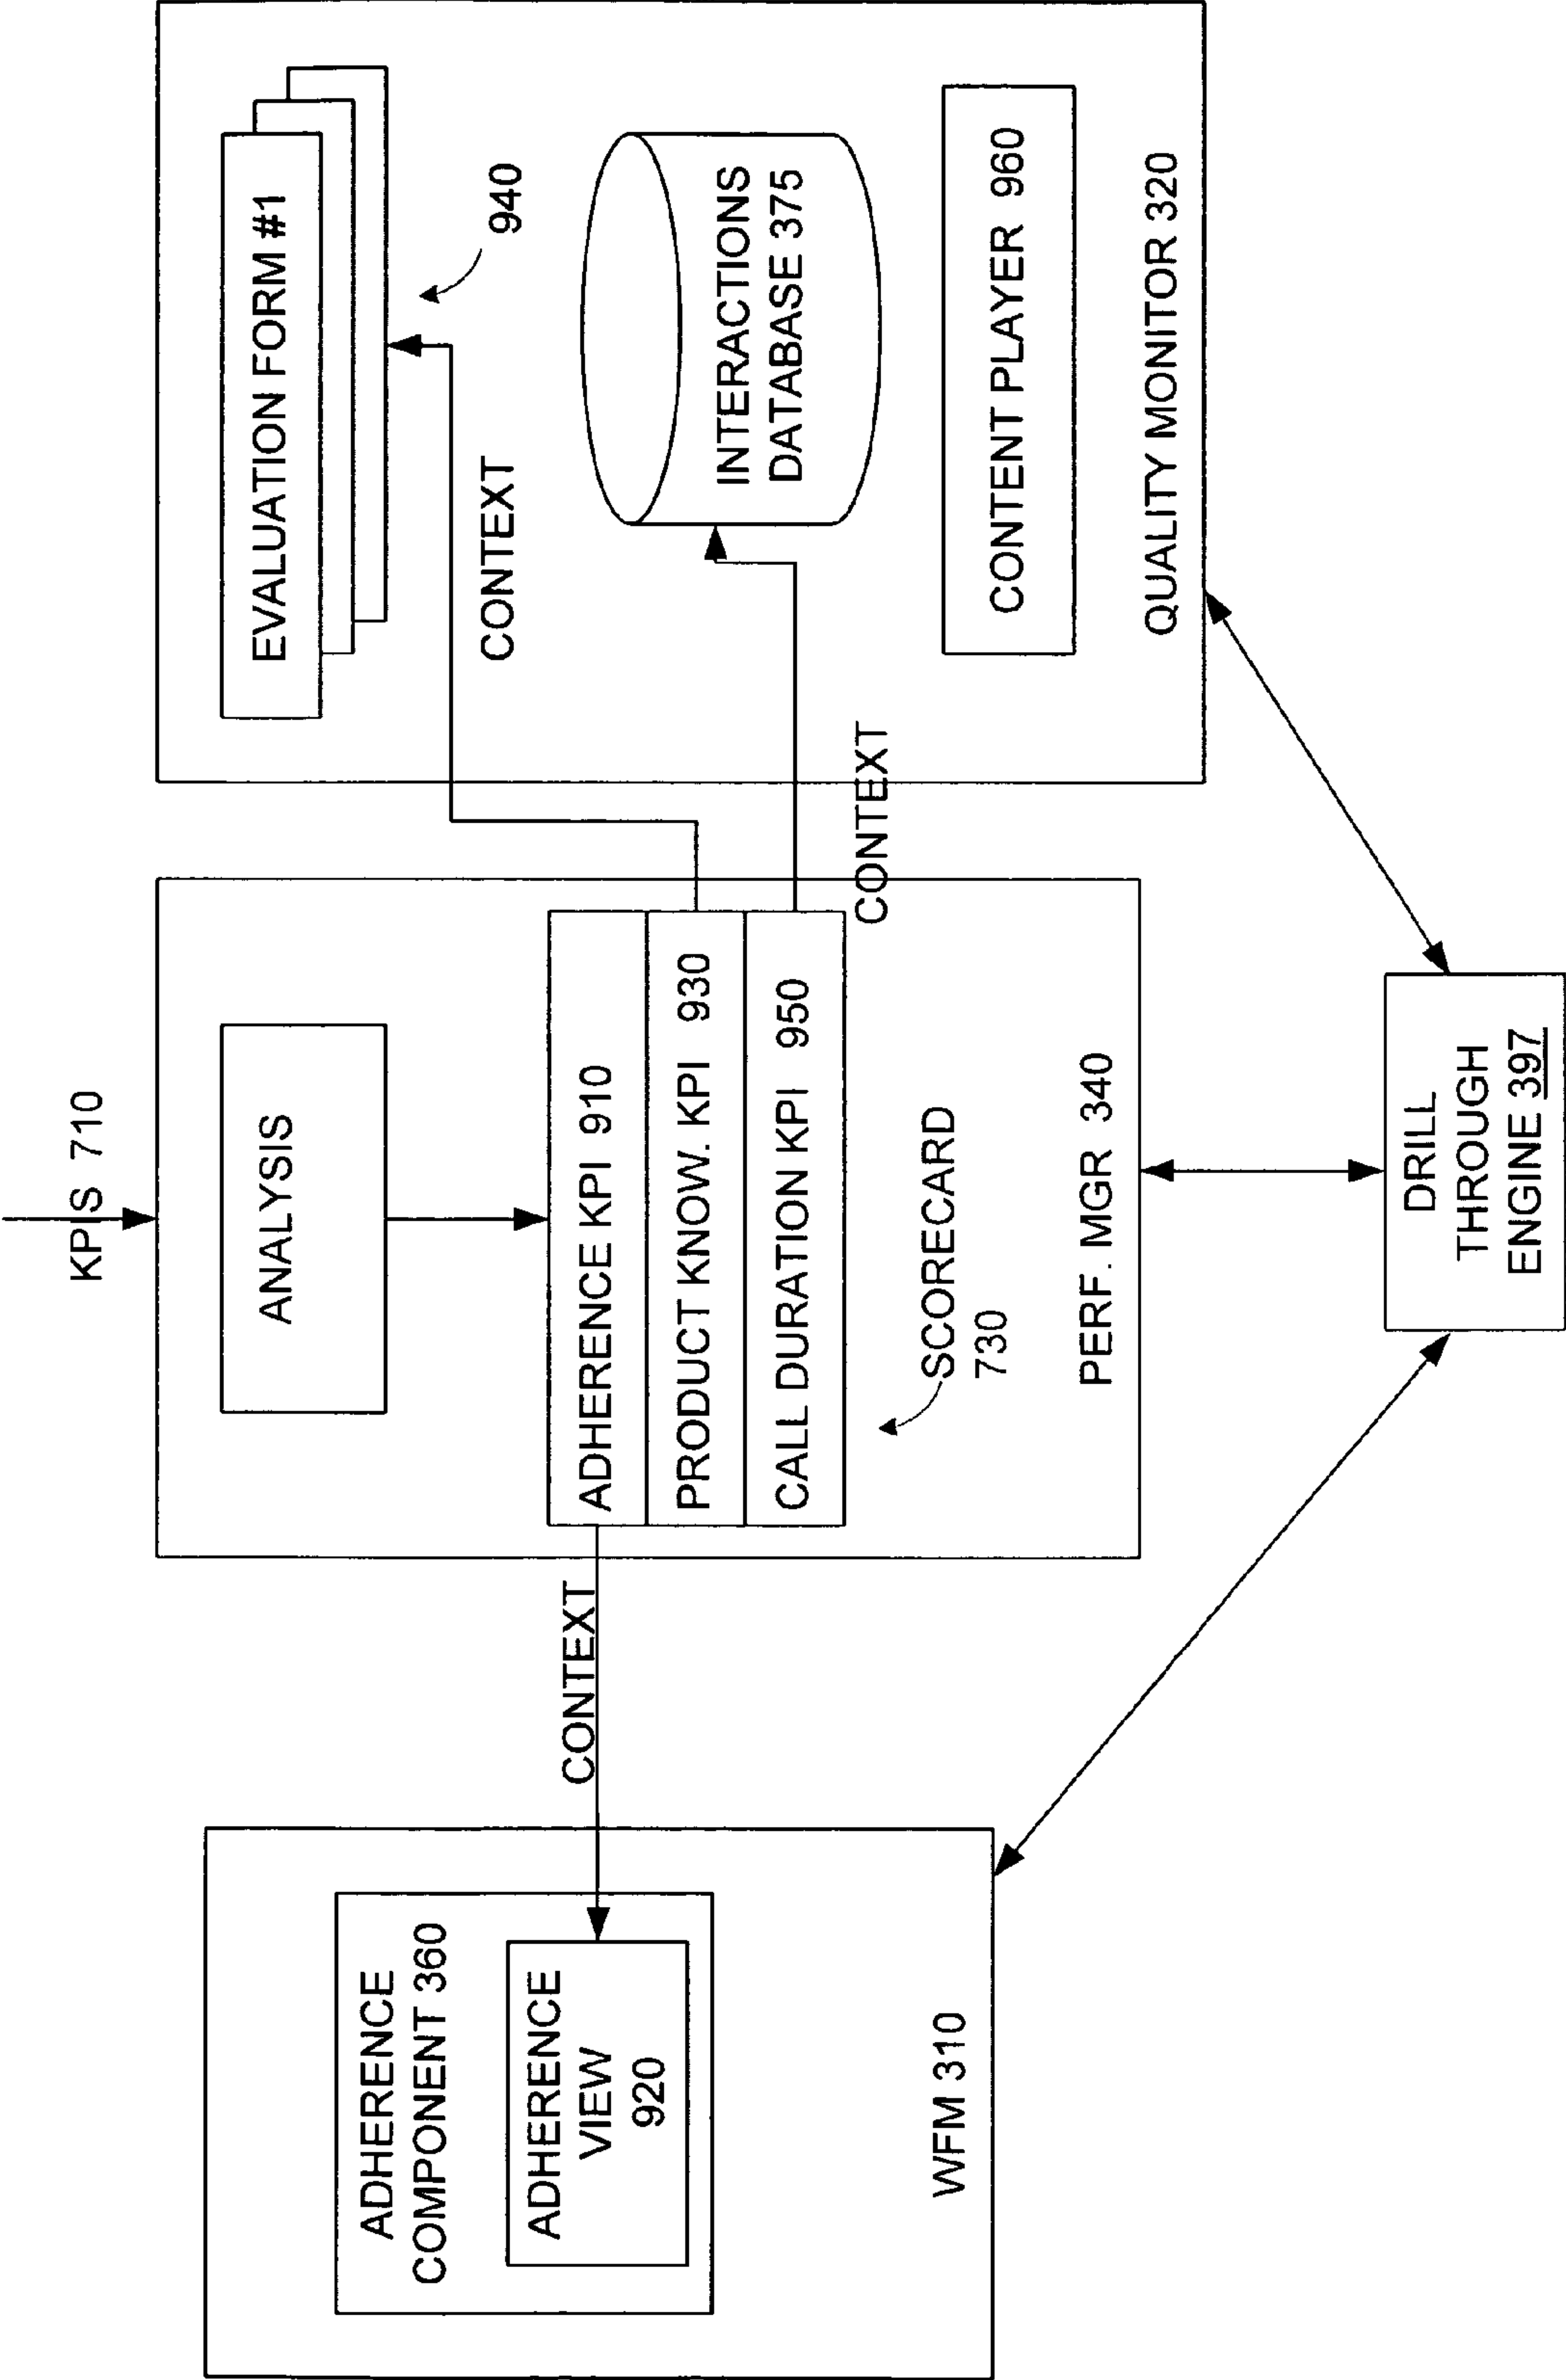 KPIS 710
ADHERENCE
COMPONENT 360
ADHERENCE
VIEW
920
WFM 310
CONTEXT
ANALYSIS
ADHERENCE KPI 910
PRODUCT KNOW. KPI 930
CALL DURATION KPI 950
SCORECARD
730
PERF. MGR 340
CONTEXT
CONTEXT
EVALUATION FORM #1
940
INTERACTIONS
DATABASE 375
CONTENT PLAYER 960
QUALITY MONITOR 320
DRILL
THROUGH
ENGINE 397